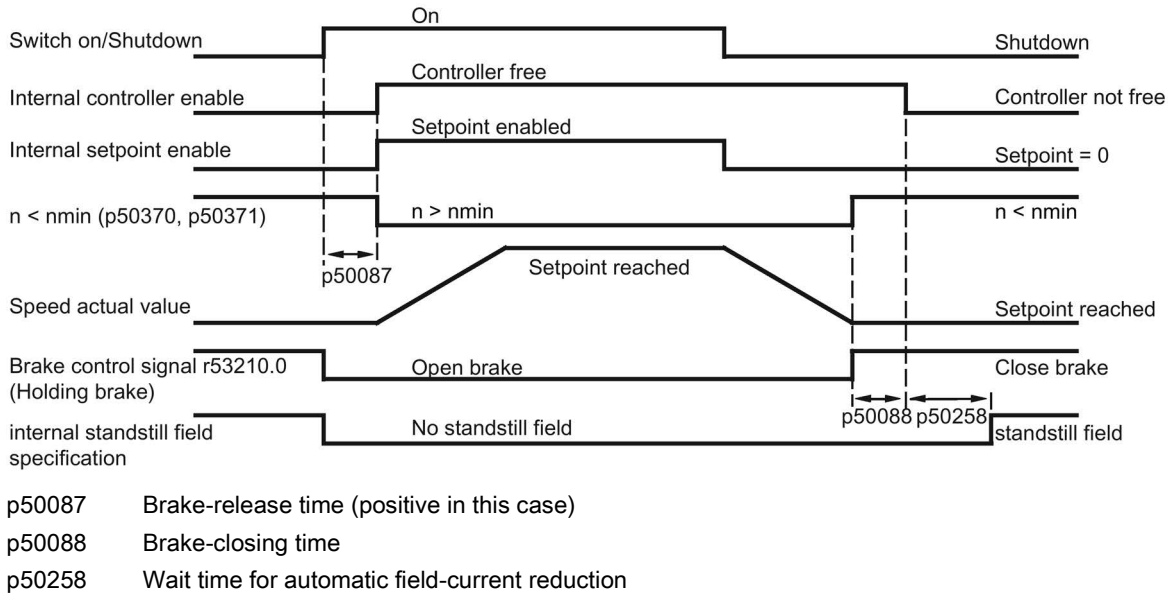 On
Switch on/Shutdown
Shutdown
Controller free
Internal controller enable
Controller not free
Setpoint enabled
Internal setpoint enable
Setpoint = 0
n < nmin (p50370, p50371)
n > nmin
n < nmin
p50087
Setpoint reached
Speed actual value
Setpoint reached
Brake control signal r53210.0
(Holding brake)
Open brake
Close brake
p50088 p50258
internal standstill field
specification
No standstill field
standstill field
p50087 Brake-release time (positive in this case)
p50088 Brake-closing time
p50258 Wait time for automatic field-current reduction